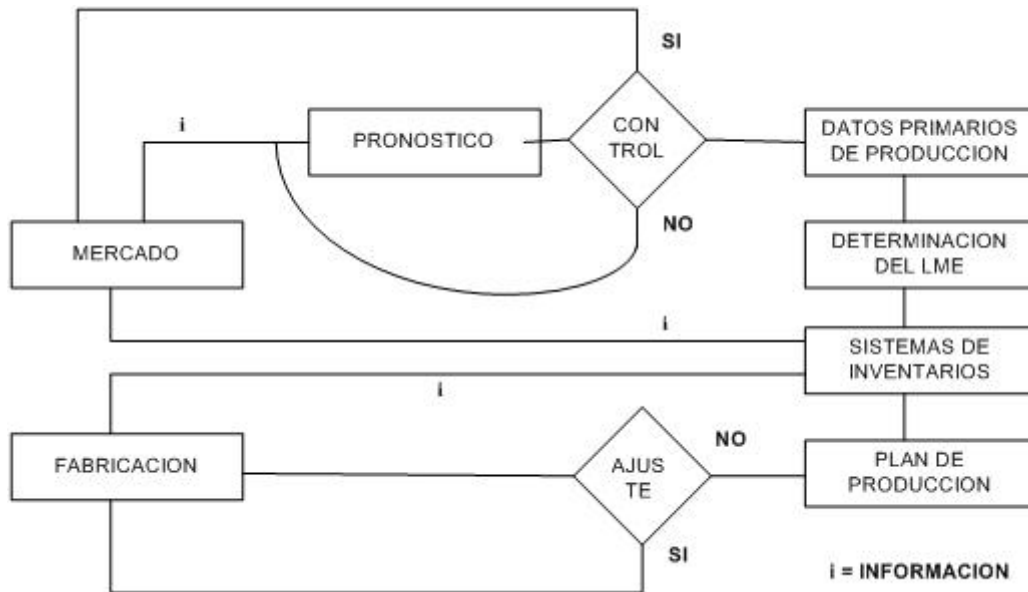 SI
i
PRONOSTICO
CON
TROL
DATOS PRIMARIOS
DE PRODUCCION
NO
MERCADO
DETERMINACION
DEL LME
i
SISTEMAS DE
INVENTARIOS
i
NO
FABRICACION
AJUS
TE
PLAN DE
PRODUCCION
SI
i = INFORMACION